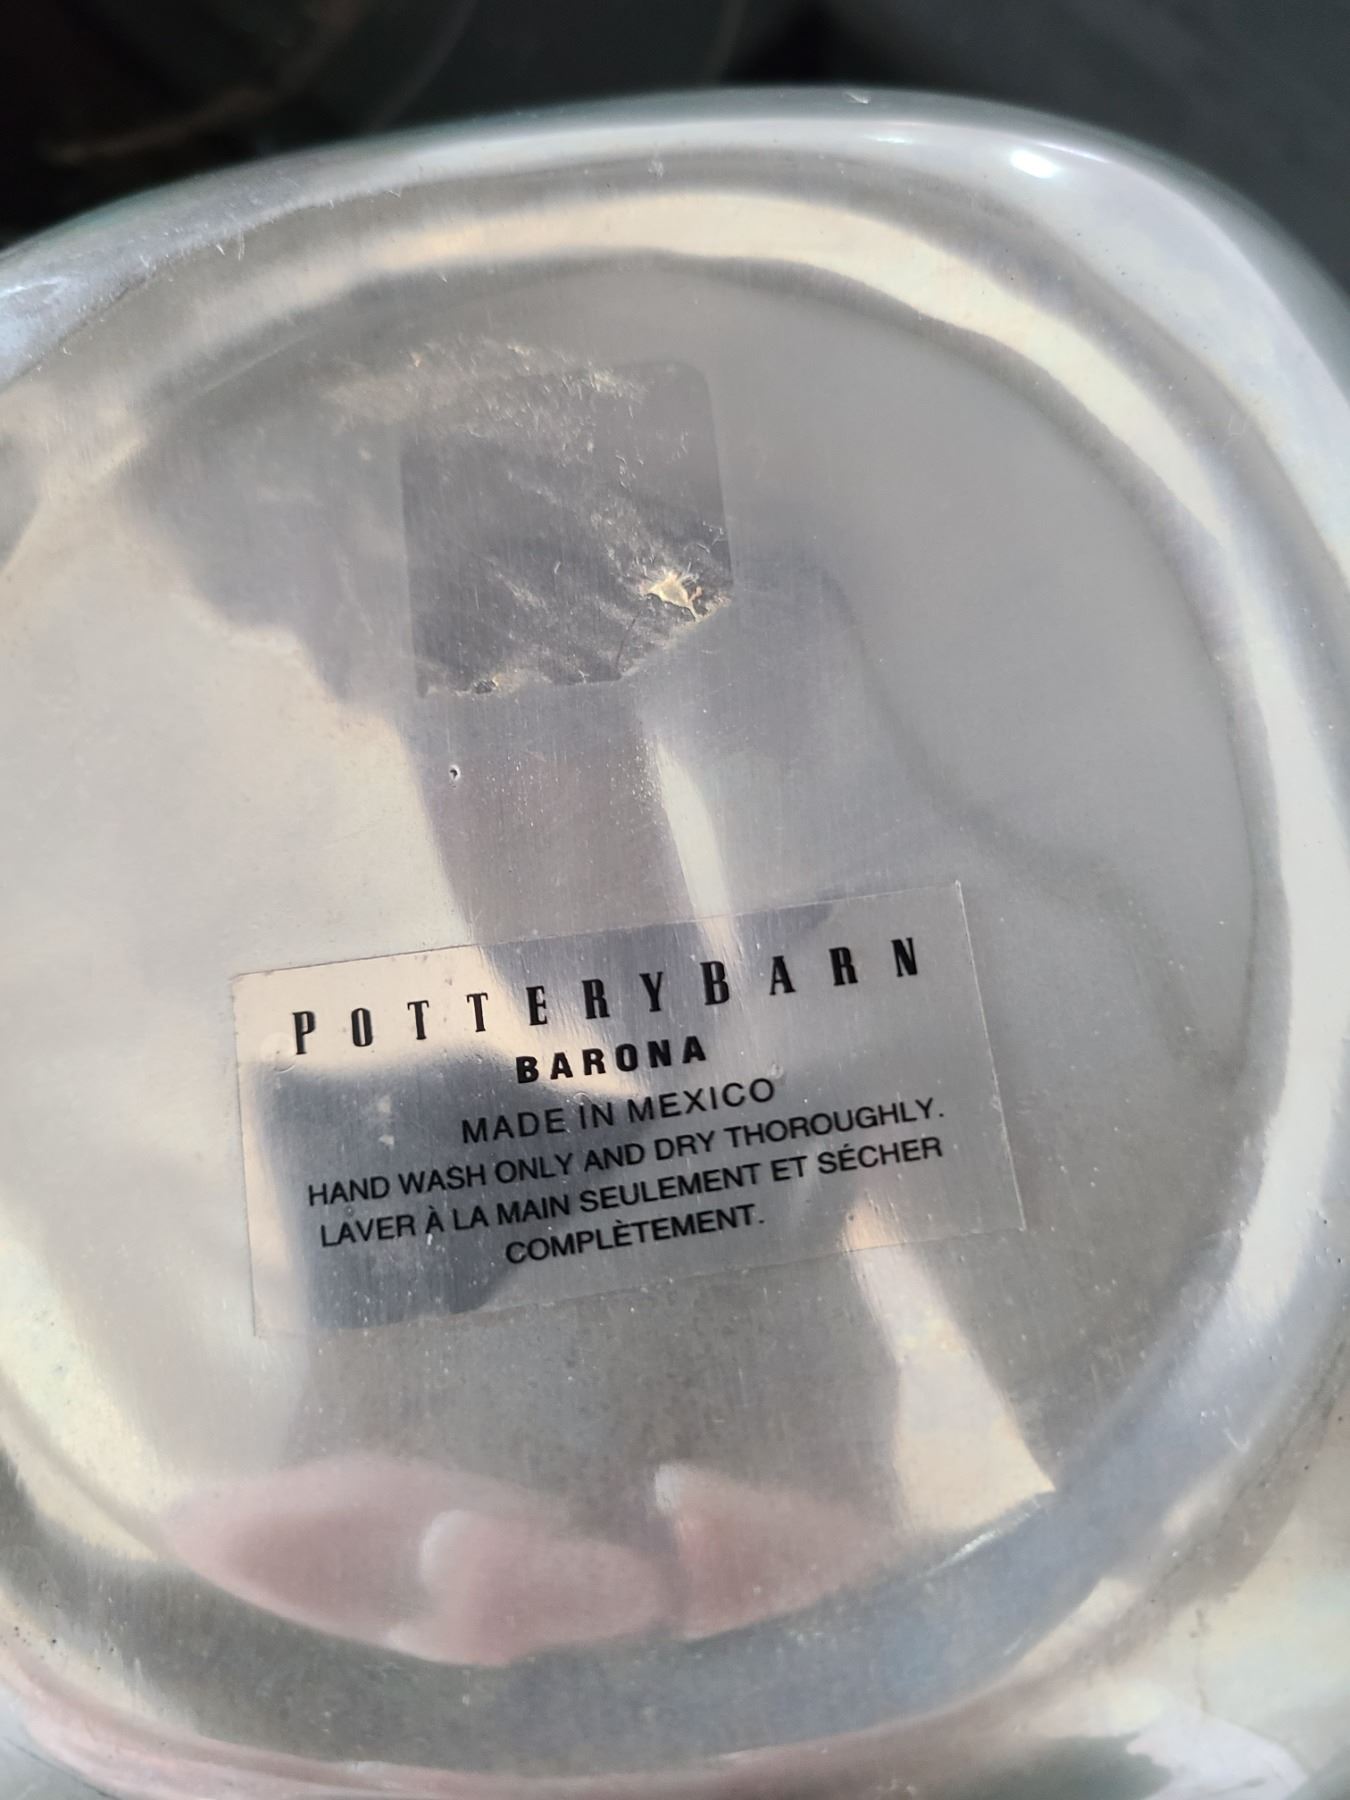 POTTERYBARN
BARONA
MADE IN MEXICO
HAND WASH ONLY AND DRY THOROUGHLY.
LAVER À LA MAIN SEULEMENT ET SÉCHER
COMPLÈTEMENT.